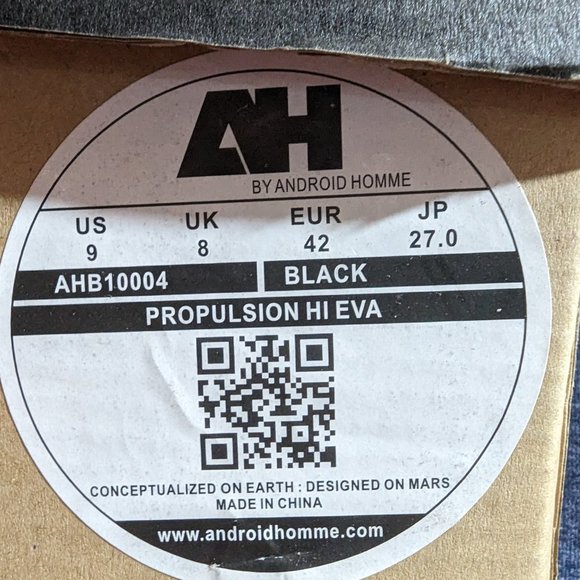 AH
BY ANDROID HOMME
US UK EUR JP
9 8 42 27.0
AHB10004 BLACK
PROPULSION HI EVA
CONCEPTUALIZED ON EARTH : DESIGNED ON MARS
MADE IN CHINA
www.androidhomme.com